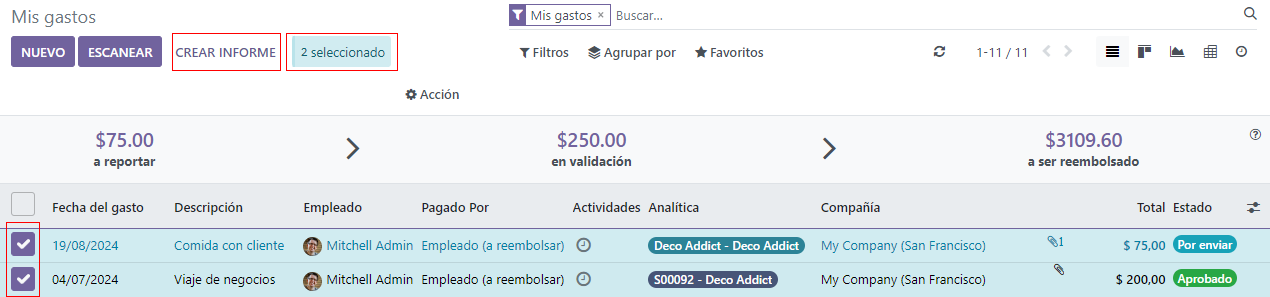 Mis gastos
Mis gastos × Buscar...
NUEVO ESCANEAR CREAR INFORME 2 seleccionado Filtros Agrupar por Favoritos 1-11 / 11
Acción
$75.00 $250.00 $3109.60
a reportar en validación a ser reembolsado
Fecha del gasto Descripción Empleado Pagado Por Actividades Analítica Compañía Total Estado
19/08/2024 Comida con cliente Mitchell Admin Empleado (a reembolsar) Deco Addict - Deco Addict My Company (San Francisco) 1 $ 75,00 Por enviar
04/07/2024 Viaje de negocios Mitchell Admin Empleado (a reembolsar) S00092 - Deco Addict My Company (San Francisco) $ 200,00 Aprobado